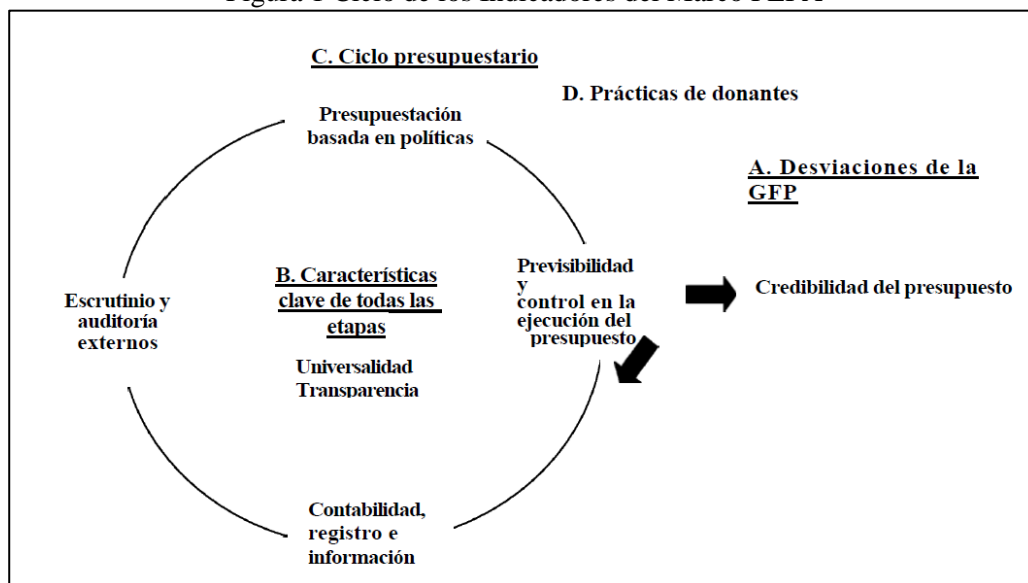 C. Ciclo presupuestario
D. Prácticas de donantes
Presupuestación
basada en políticas
A. Desviaciones de la
GFP
B. Características
clave de todas las
etapas
Universalidad
Transparencia
Previsibilidad
y
control en la
ejecución del
presupuesto
Credibilidad del presupuesto
Escrutinio y
auditoría
externos
Contabilidad,
registro e
información